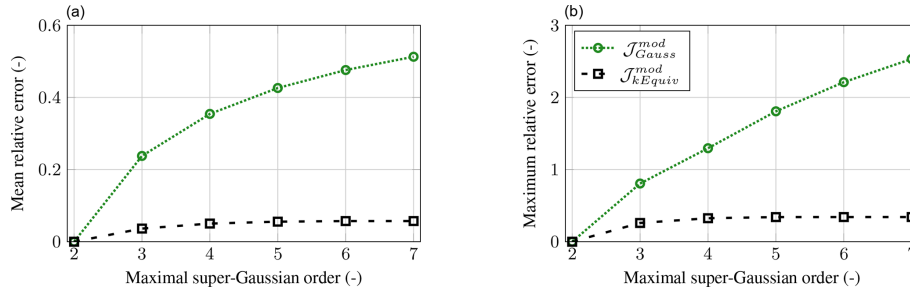 (a)
0.6
0.4
0.2
0
2 3 4 5 6 7
Mean relative error (-)
Maximal super-Gaussian order (-)
(b)
3
2
1
0
2 3 4 5 6 7
Maximum relative error (-)
Maximal super-Gaussian order (-)
𝒥^{mod}_{Gauss}
𝒥^{mod}_{kEquiv}